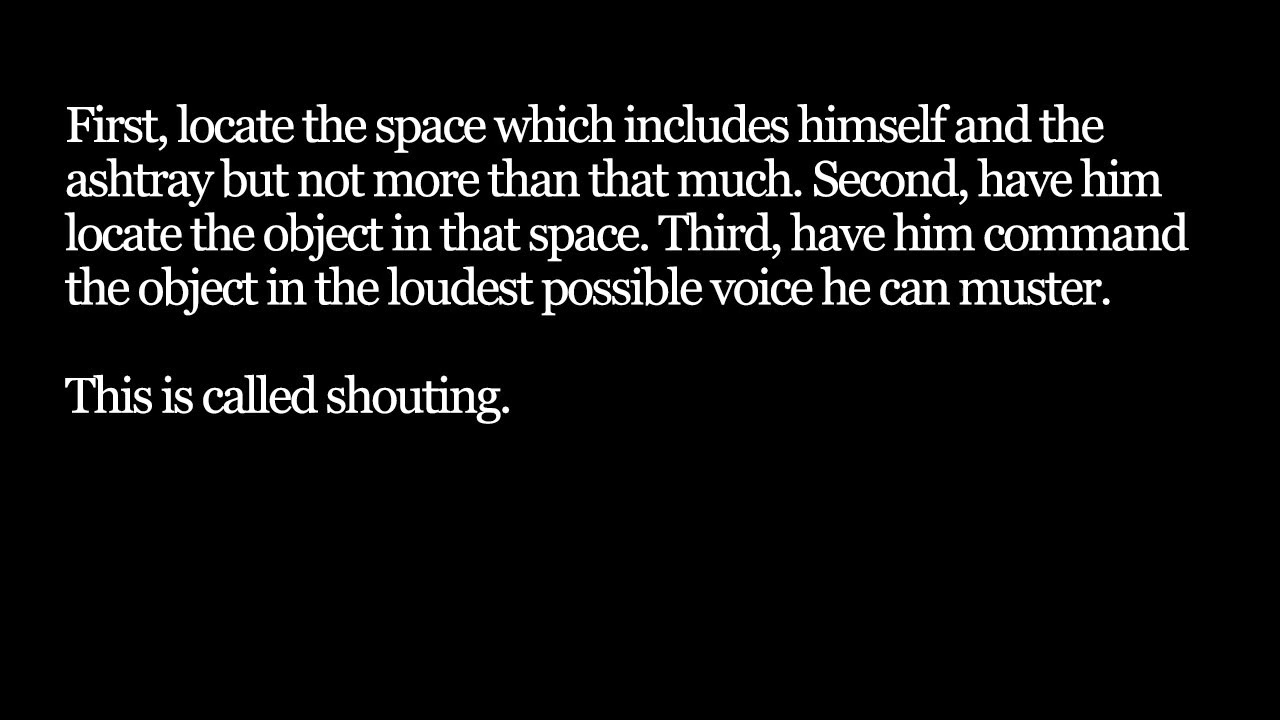 First, locate the space which includes himself and the
ashtray but not more than that much. Second, have him
locate the object in that space. Third, have him command
the object in the loudest possible voice he can muster.
This is called shouting.